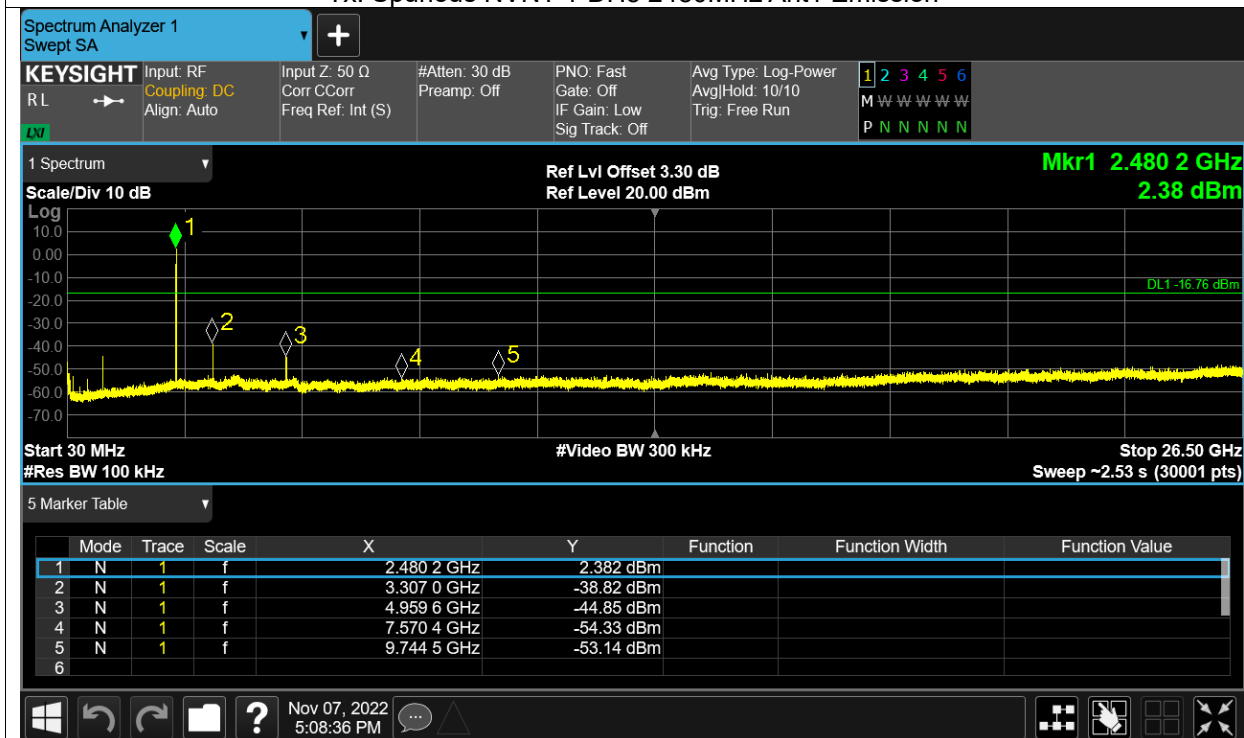 Tx. Spurious NVNT 1-DH5 2480MHz Ant1 Emission
Spectrum Analyzer 1
Swept SA
KEYSIGHT
RL
LXI
Input: RF
Coupling: DC
Align: Auto
Input Z: 50 Ω
Corr CCorr
Freq Ref: Int (S)
#Atten: 30 dB
Preamp: Off
PNO: Fast
Gate: Off
IF Gain: Low
Sig Track: Off
Avg Type: Log-Power
Avg|Hold: 10/10
Trig: Free Run
1 2 3 4 5 6
M W W W W W
P N N N N N
1 Spectrum
Scale/Div 10 dB
Ref Lvl Offset 3.30 dB
Ref Level 20.00 dBm
Mkr1 2.480 2 GHz
2.38 dBm
Log
10.0
0.00
-10.0
-20.0
-30.0
-40.0
-50.0
-60.0
-70.0
1
2
3
4
5
DL1 -16.76 dBm
Start 30 MHz
#Res BW 100 kHz
#Video BW 300 kHz
Stop 26.50 GHz
Sweep ~2.53 s (30001 pts)
5 Marker Table
Mode Trace Scale X Y Function Function Width Function Value
1 N 1 f 2.480 2 GHz 2.382 dBm
2 N 1 f 3.307 0 GHz -38.82 dBm
3 N 1 f 4.959 6 GHz -44.85 dBm
4 N 1 f 7.570 4 GHz -54.33 dBm
5 N 1 f 9.744 5 GHz -53.14 dBm
6
?
Nov 07, 2022
5:08:36 PM